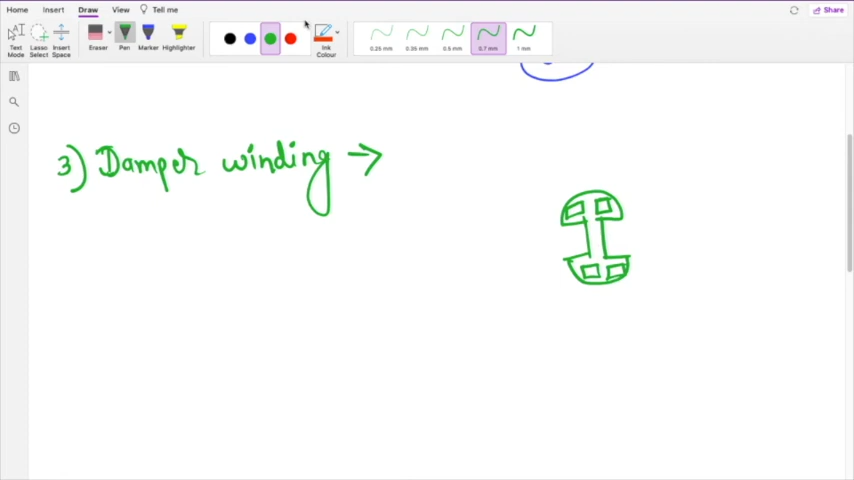 Home Insert Draw View Tell me Share
Text Mode Lasso Select Insert Space Eraser Pen Marker Highlighter Ink Colour 0.25 mm 0.35 mm 0.5 mm 0.7 mm 1 mm
3) Damper winding →